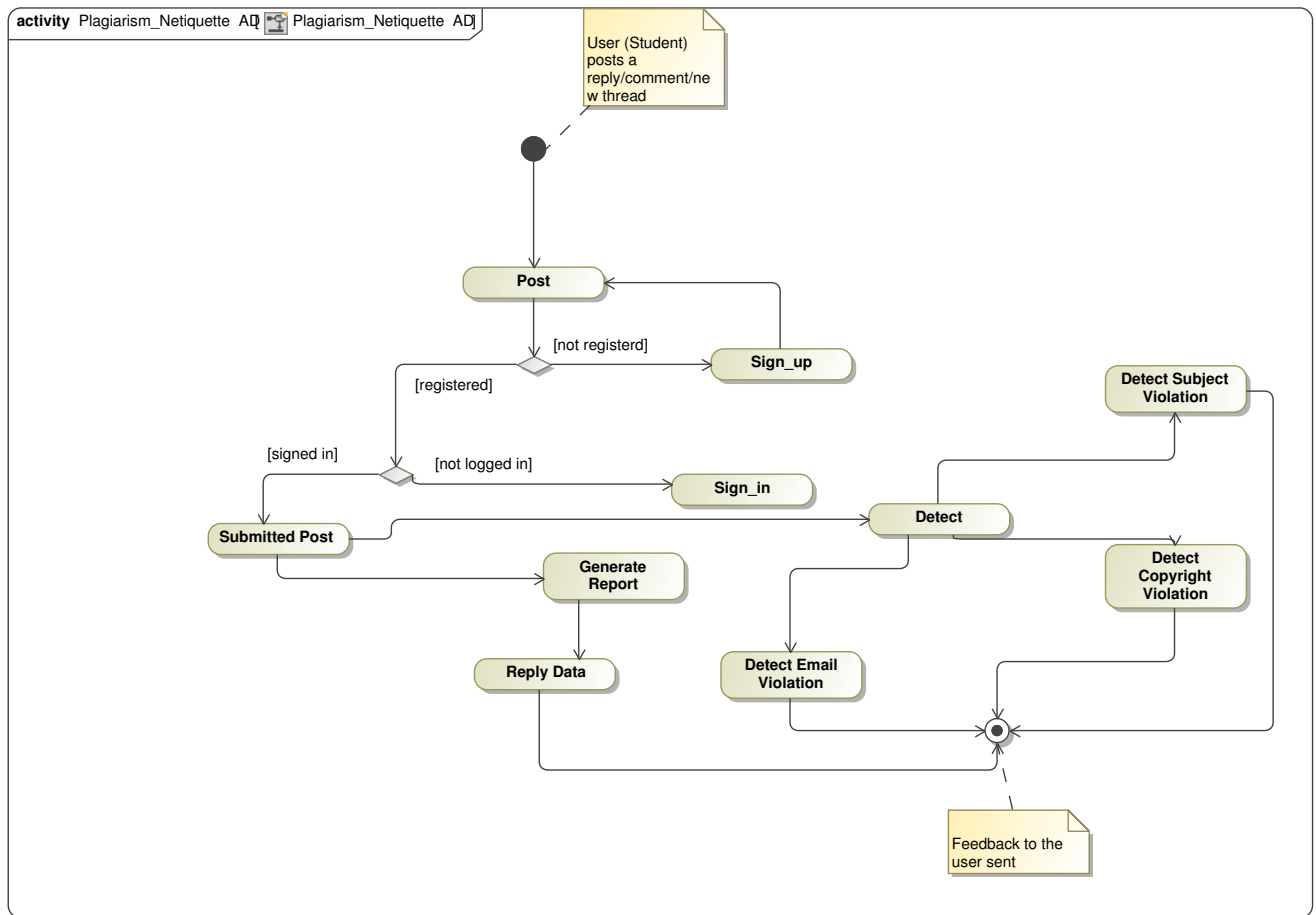 activity Plagiarism_Netiquette AD[ Plagiarism_Netiquette AD]
User (Student)
posts a
reply/comment/ne
w thread
Post
[not registerd]
Sign_up
[registered]
Detect Subject
Violation
[signed in]
[not logged in]
Sign_in
Submitted Post
Detect
Generate
Report
Detect
Copyright
Violation
Reply Data
Detect Email
Violation
Feedback to the
user sent